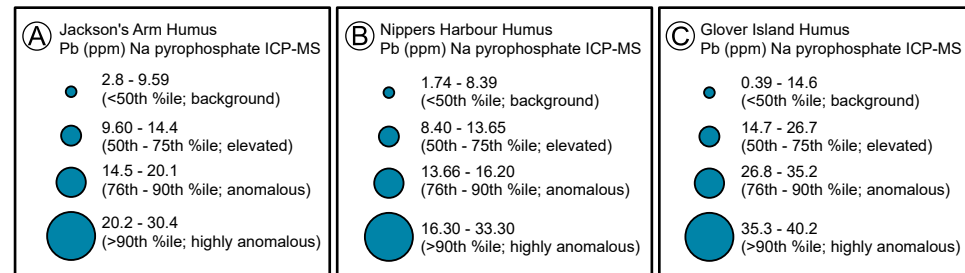 A Jackson's Arm Humus
Pb (ppm) Na pyrophosphate ICP-MS
2.8 - 9.59
(<50th %ile; background)
9.60 - 14.4
(50th - 75th %ile; elevated)
14.5 - 20.1
(76th - 90th %ile; anomalous)
20.2 - 30.4
(>90th %ile; highly anomalous)
B Nippers Harbour Humus
Pb (ppm) Na pyrophosphate ICP-MS
1.74 - 8.39
(<50th %ile; background)
8.40 - 13.65
(50th - 75th %ile; elevated)
13.66 - 16.20
(76th - 90th %ile; anomalous)
16.30 - 33.30
(>90th %ile; highly anomalous)
C Glover Island Humus
Pb (ppm) Na pyrophosphate ICP-MS
0.39 - 14.6
(<50th %ile; background)
14.7 - 26.7
(50th - 75th %ile; elevated)
26.8 - 35.2
(76th - 90th %ile; anomalous)
35.3 - 40.2
(>90th %ile; highly anomalous)